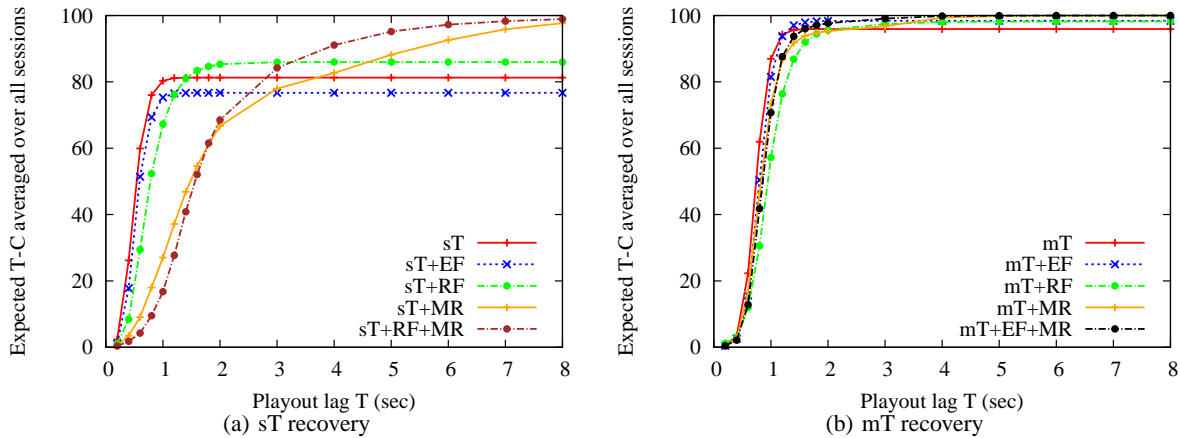 Expected T-C averaged over all sessions
100
80
60
40
20
0
0 1 2 3 4 5 6 7 8
Playout lag T (sec)
sT
sT+EF
sT+RF
sT+MR
sT+RF+MR
(a) sT recovery
Expected T-C averaged over all sessions
100
80
60
40
20
0
0 1 2 3 4 5 6 7 8
Playout lag T (sec)
mT
mT+EF
mT+RF
mT+MR
mT+EF+MR
(b) mT recovery